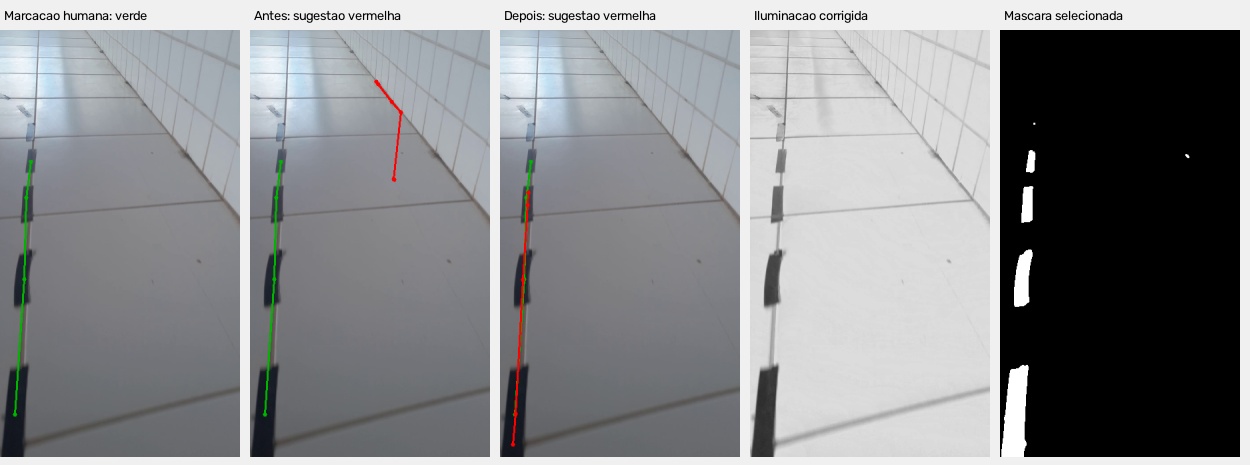 Marcacao humana: verde
Antes: sugestao vermelha
Depois: sugestao vermelha
Iluminacao corrigida
Mascara selecionada